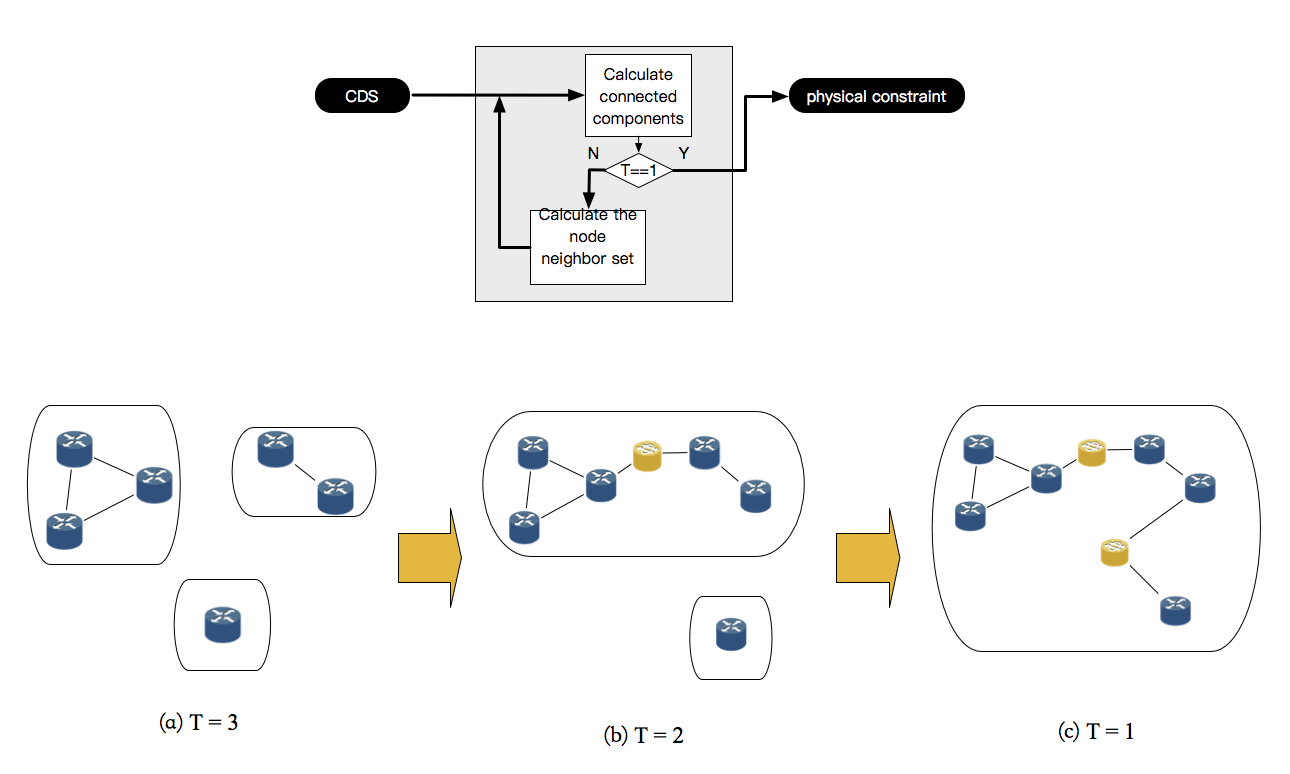 CDS
Calculate
connected
components
physical constraint
N
Y
T==1
Calculate the
node
neighbor set
(a) T = 3
(b) T = 2
(c) T = 1